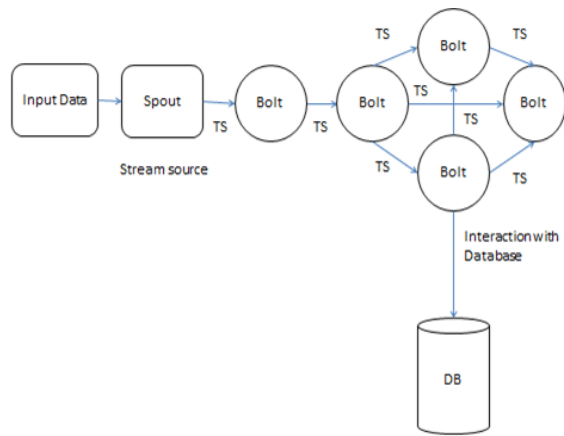 TS
Bolt
TS
Input Data
Spout
Bolt
Bolt
Bolt
TS
TS
TS
TS
Stream source
TS
Bolt
TS
Interaction with
Database
DB